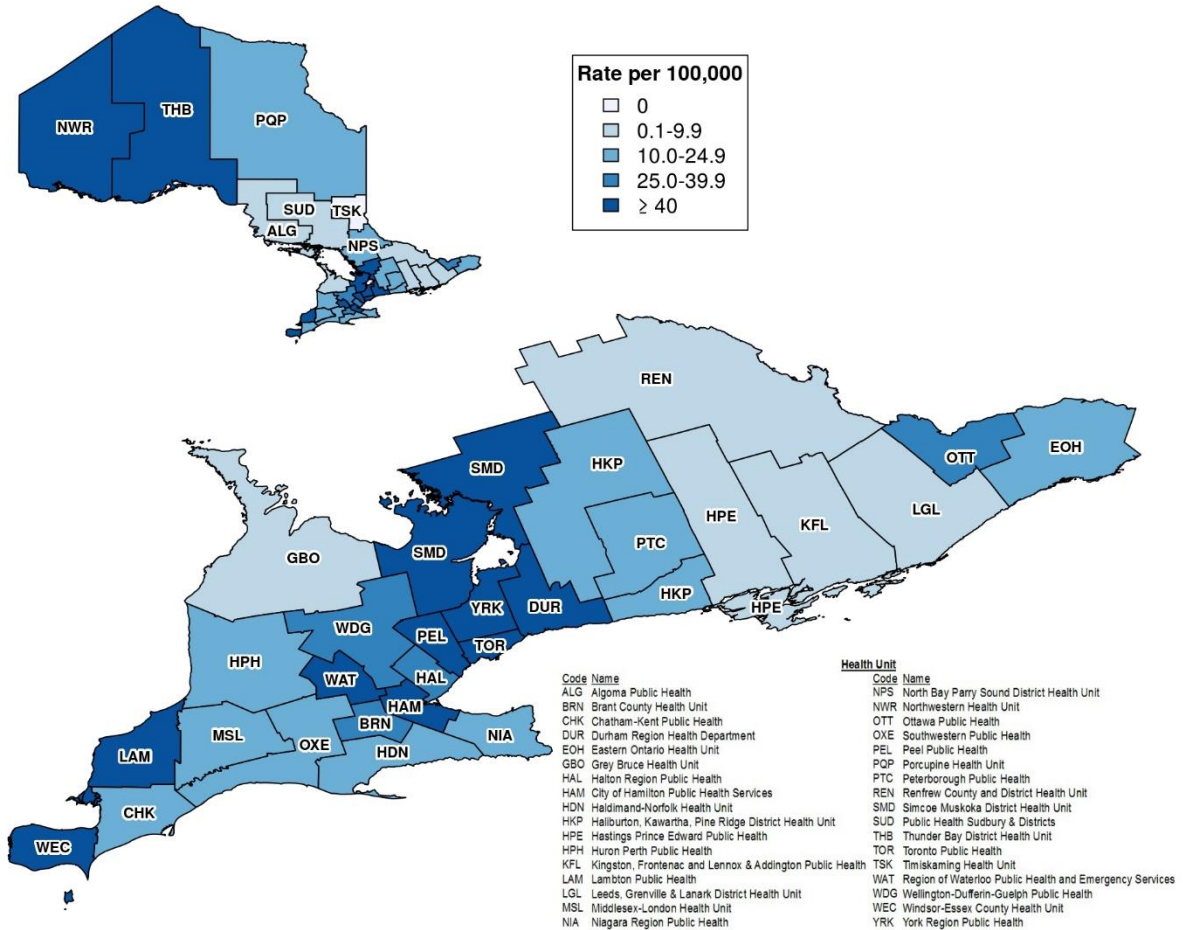 Rate per 100,000
0
0.1-9.9
10.0-24.9
25.0-39.9
≥ 40
NWR
THB
PQP
SUD
TSK
ALG
NPS
REN
SMD
HKP
OTT
EOH
HPE
KFL
LGL
GBO
SMD
PTC
HKP
HPE
WDG
PEL
YRK
DUR
TOR
HPH
WAT
HAL
HAM
BRN
LAM
MSL
OXE
HDN
NIA
CHK
WEC
Health Unit
Code Name
ALG Algoma Public Health
BRN Brant County Health Unit
CHK Chatham-Kent Public Health
DUR Durham Region Health Department
EOH Eastern Ontario Health Unit
GBO Grey Bruce Health Unit
HAL Halton Region Public Health
HAM City of Hamilton Public Health Services
HDN Haldimand-Norfolk Health Unit
HKP Haliburton, Kawartha, Pine Ridge District Health Unit
HPE Hastings Prince Edward Public Health
HPH Huron Perth Public Health
KFL Kingston, Frontenac and Lennox & Addington Public Health
LAM Lambton Public Health
LGL Leeds, Grenville & Lanark District Health Unit
MSL Middlesex-London Health Unit
NIA Niagara Region Public Health
Code Name
NPS North Bay Parry Sound District Health Unit
NWR Northwestern Health Unit
OTT Ottawa Public Health
OXE Southwestern Public Health
PEL Peel Public Health
PQP Porcupine Health Unit
PTC Peterborough Public Health
REN Renfrew County and District Health Unit
SMD Simcoe Muskoka District Health Unit
SUD Public Health Sudbury & Districts
THB Thunder Bay District Health Unit
TOR Toronto Public Health
TSK Timiskaming Health Unit
WAT Region of Waterloo Public Health and Emergency Services
WDG Wellington-Dufferin-Guelph Public Health
WEC Windsor-Essex County Health Unit
YRK York Region Public Health